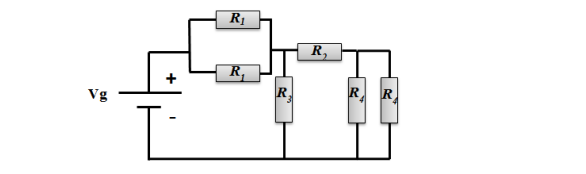 R₁
R₂
+
R₁
Vg
R₃
R₄
R₄
-